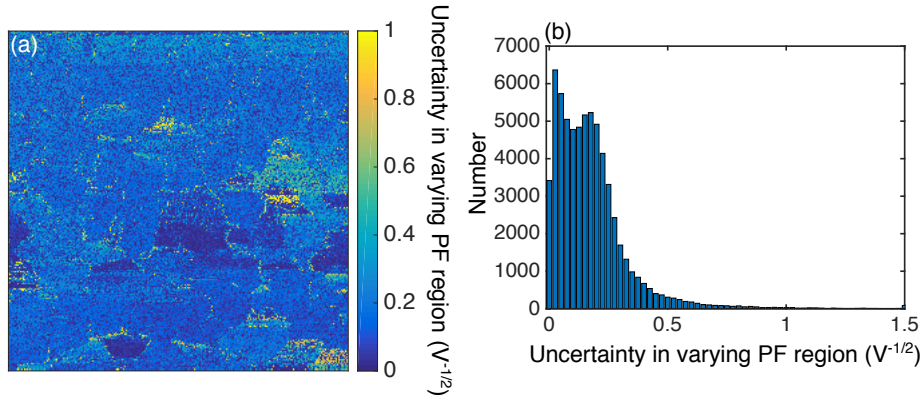 (a)
1
0.8
0.6
0.4
0.2
0
Uncertainty in varying PF region (V^-1/2)
(b)
7000
6000
5000
4000
3000
2000
1000
0
Number
0 0.5 1 1.5
Uncertainty in varying PF region (V^-1/2)